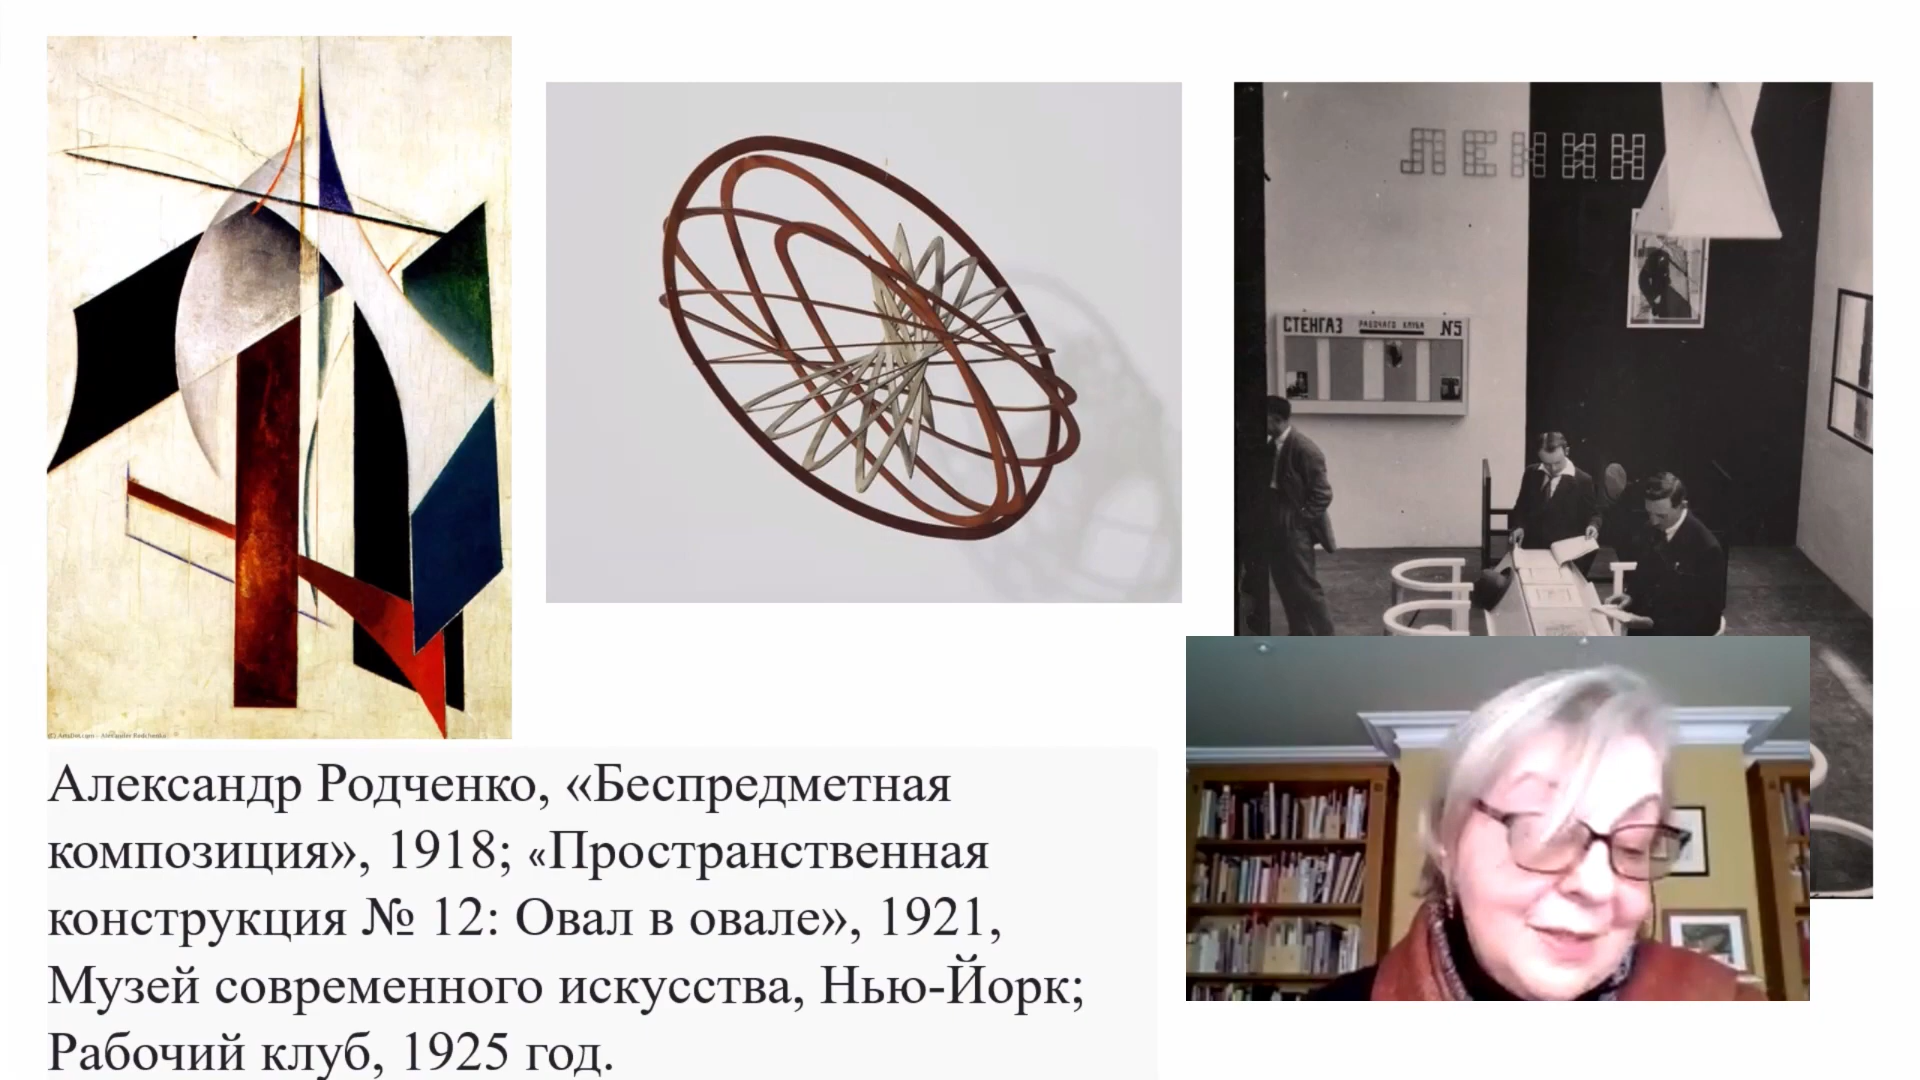 ЛЕНИН
СТЕНГАЗ РАБОЧАГО КЛУБА №5
Александр Родченко, «Беспредметная
композиция», 1918; «Пространственная
конструкция № 12: Овал в овале», 1921,
Музей современного искусства, Нью-Йорк;
Рабочий клуб, 1925 год.